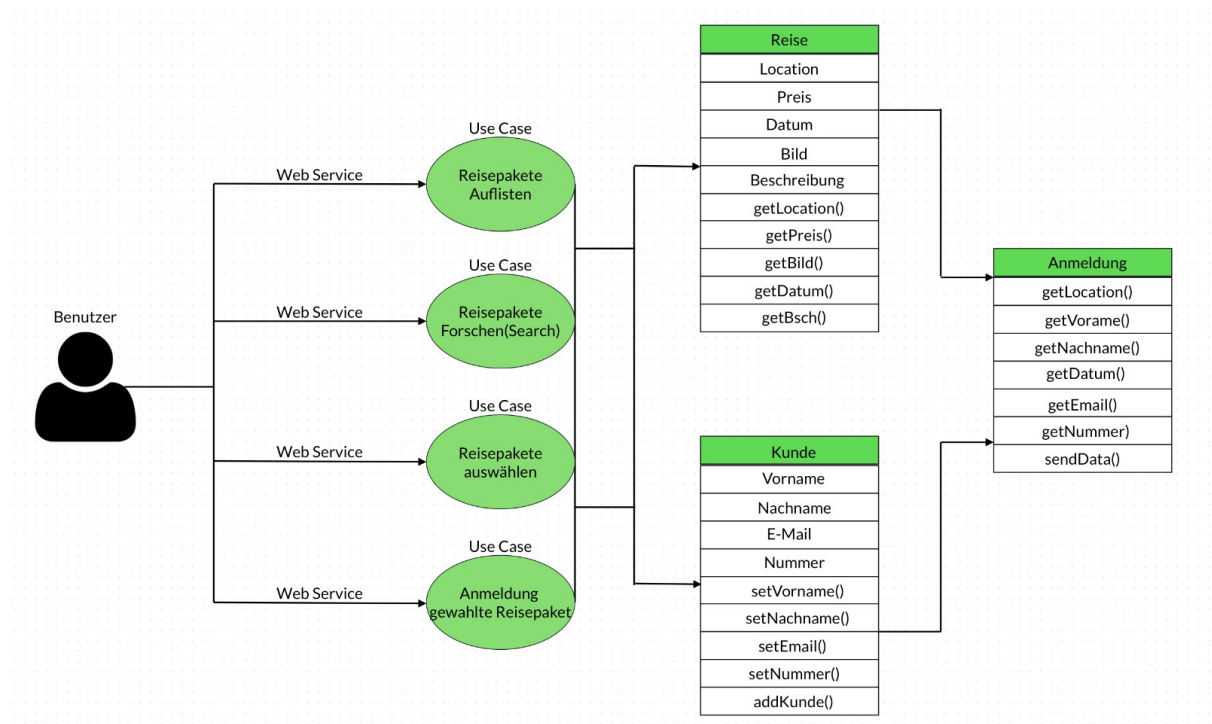 Benutzer
Web Service
Use Case
Reisepakete
Auflisten
Web Service
Use Case
Reisepakete
Forschen(Search)
Web Service
Use Case
Reisepakete
auswählen
Web Service
Use Case
Anmeldung
gewahlte Reisepaket
Reise
Location
Preis
Datum
Bild
Beschreibung
getLocation()
getPreis()
getBild()
getDatum()
getBsch()
Kunde
Vorname
Nachname
E-Mail
Nummer
setVorname()
setNachname()
setEmail()
setNummer()
addKunde()
Anmeldung
getLocation()
getVorame()
getNachname()
getDatum()
getEmail()
getNummer)
sendData()